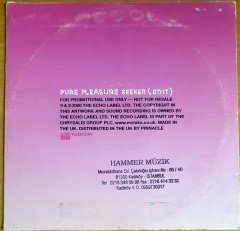 PURE PLEASURE SEEKER (EDIT)
FOR PROMOTIONAL USE ONLY — NOT FOR RESALE
℗ &©2000 THE ECHO LABEL LTD. THE COPYRIGHT IN
THIS ARTWORK AND SOUND RECORDING IS OWNED BY
THE ECHO LABEL LTD. THE ECHO LABEL IS PART OF THE
CHRYSALIS GROUP PLC. www.moloko.co.uk MADE IN
THE UK. DISTRIBUTED IN THE UK BY PINNACLE
HAMMER MÜZİK
Kadıköy - İSTANBUL